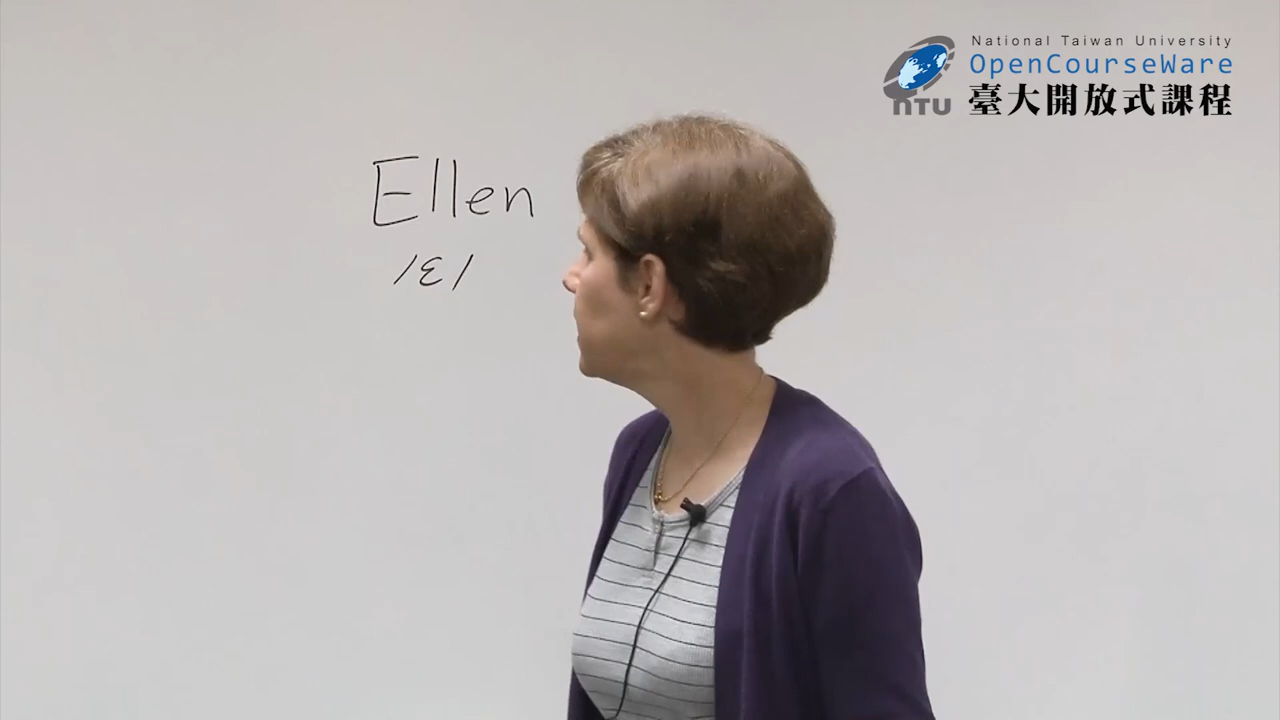 National Taiwan University
OpenCourseWare
NTU
臺大開放式課程
Ellen
/ɛ/